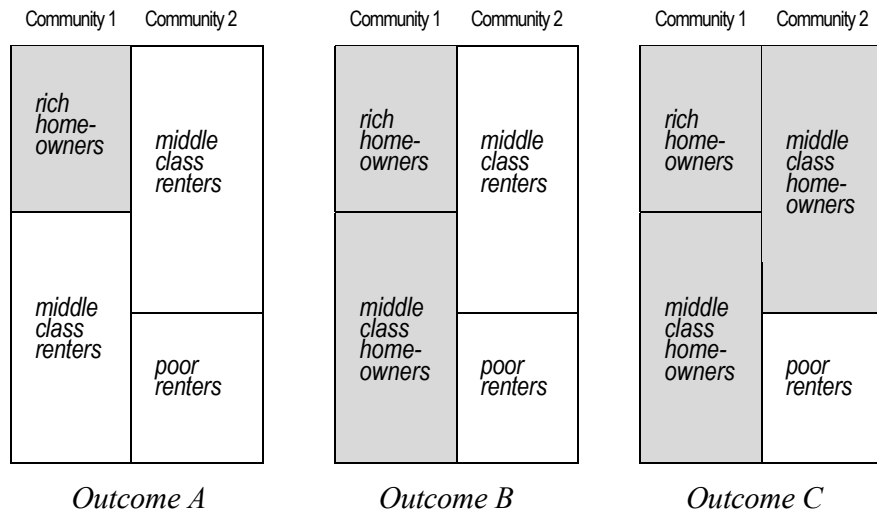 Community 1 Community 2
rich
home-
owners
middle
class
renters
middle
class
renters
poor
renters
Outcome A
Community 1 Community 2
rich
home-
owners
middle
class
renters
middle
class
home-
owners
poor
renters
Outcome B
Community 1 Community 2
rich
home-
owners
middle
class
home-
owners
middle
class
home-
owners
poor
renters
Outcome C